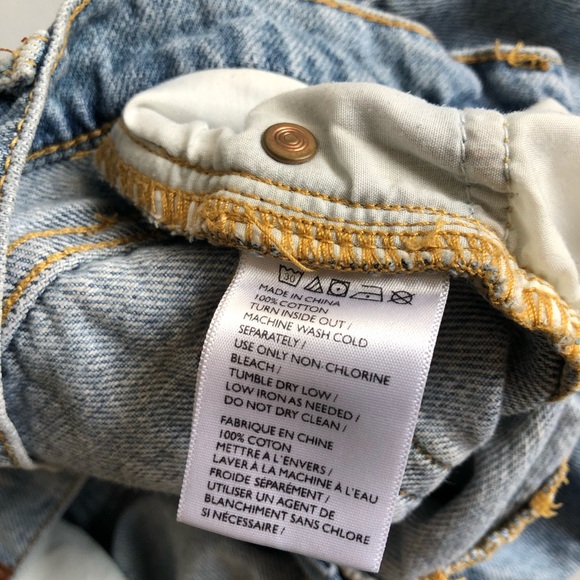 30
MADE IN CHINA
100% COTTON
TURN INSIDE OUT /
MACHINE WASH COLD
SEPARATELY /
USE ONLY NON-CHLORINE
BLEACH /
TUMBLE DRY LOW /
LOW IRON AS NEEDED /
DO NOT DRY CLEAN /
FABRIQUE EN CHINE
100% COTON
METTRE A L'ENVERS /
LAVER À LA MACHINE À L'EAU
FROIDE SÉPARÉMENT /
UTILISER UN AGENT DE
BLANCHIMENT SANS CHLORE
SI NÉCESSAIRE /